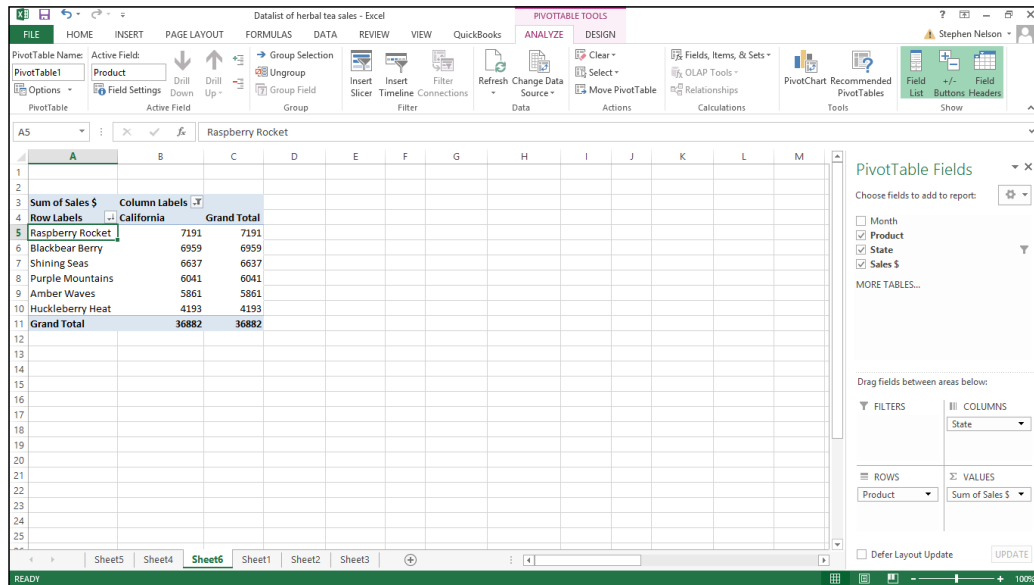 Datalist of herbal tea sales - Excel
PIVOTTABLE TOOLS
?
FILE HOME INSERT PAGE LAYOUT FORMULAS DATA REVIEW VIEW QuickBooks ANALYZE DESIGN Stephen Nelson
PivotTable Name:
PivotTable1
Options
PivotTable
Active Field:
Product
Field Settings
Drill Down
Drill Up
Active Field
Group Selection
Ungroup
Group Field
Group
Insert Slicer
Insert Timeline
Filter Connections
Filter
Refresh
Change Data Source
Data
Clear
Select
Move PivotTable
Actions
Fields, Items, & Sets
OLAP Tools
Relationships
Calculations
PivotChart
Recommended PivotTables
Tools
Field List
+/- Buttons
Field Headers
Show
A5 fx Raspberry Rocket
A B C D E F G H I J K L M
1
2
3 Sum of Sales $ Column Labels
4 Row Labels California Grand Total
5 Raspberry Rocket 7191 7191
6 Blackbear Berry 6959 6959
7 Shining Seas 6637 6637
8 Purple Mountains 6041 6041
9 Amber Waves 5861 5861
10 Huckleberry Heat 4193 4193
11 Grand Total 36882 36882
12
13
14
15
16
17
18
19
20
21
22
23
24
25
PivotTable Fields
Choose fields to add to report:
Month
Product
State
Sales $
MORE TABLES...
Drag fields between areas below:
FILTERS
COLUMNS
State
ROWS
Product
Σ VALUES
Sum of Sales $
Defer Layout Update
UPDATE
Sheet5 Sheet4 Sheet6 Sheet1 Sheet2 Sheet3
READY
100%